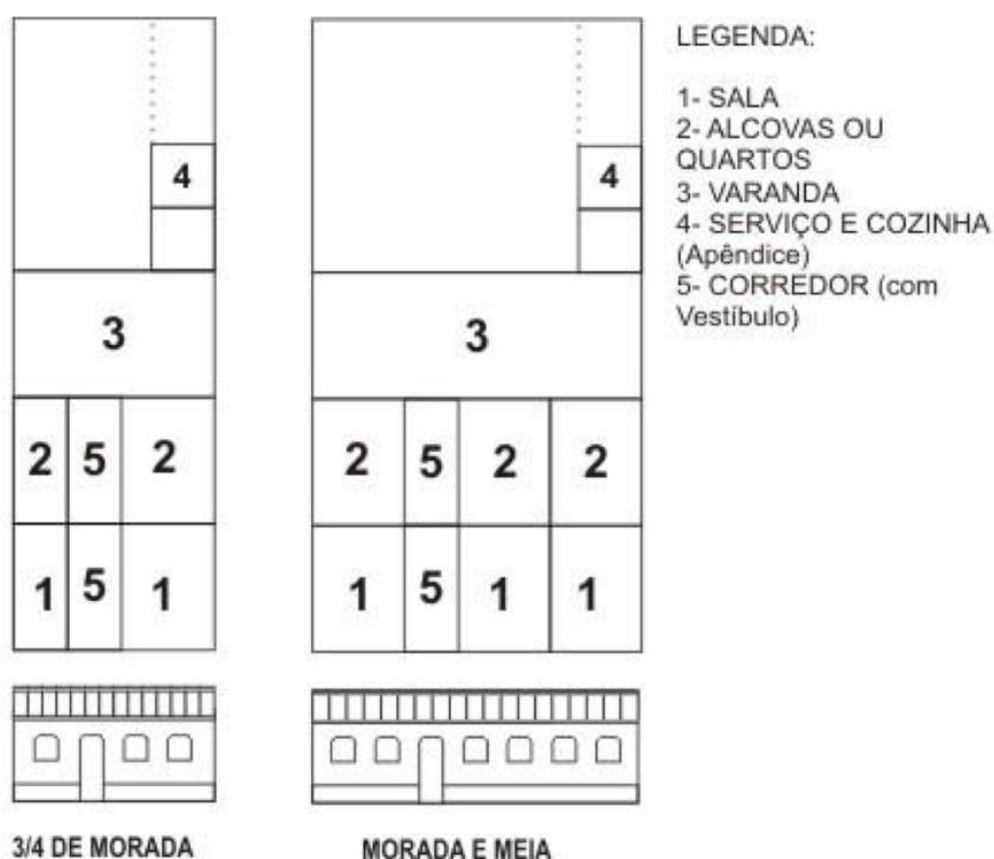 LEGENDA:
1- SALA
2- ALCOVAS OU
QUARTOS
3- VARANDA
4- SERVIÇO E COZINHA
(Apêndice)
5- CORREDOR (com
Vestíbulo)
4
3
2 5 2
1 5 1
3/4 DE MORADA
4
3
2 5 2 2
1 5 1 1
MORADA E MEIA